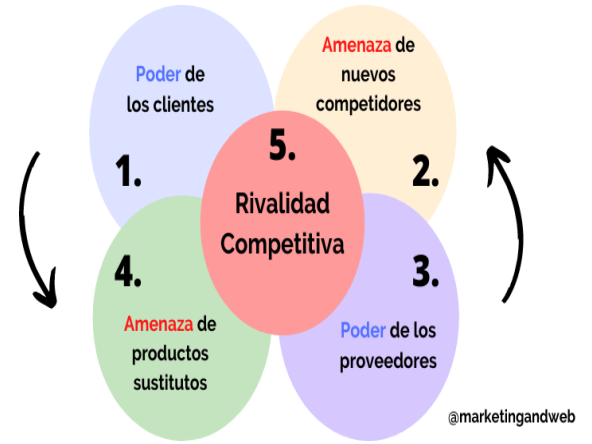 Poder de
los clientes
1.
Amenaza de
nuevos
competidores
2.
5.
Rivalidad
Competitiva
4.
Amenaza de
productos
sustitutos
3.
Poder de los
proveedores
@marketingandweb